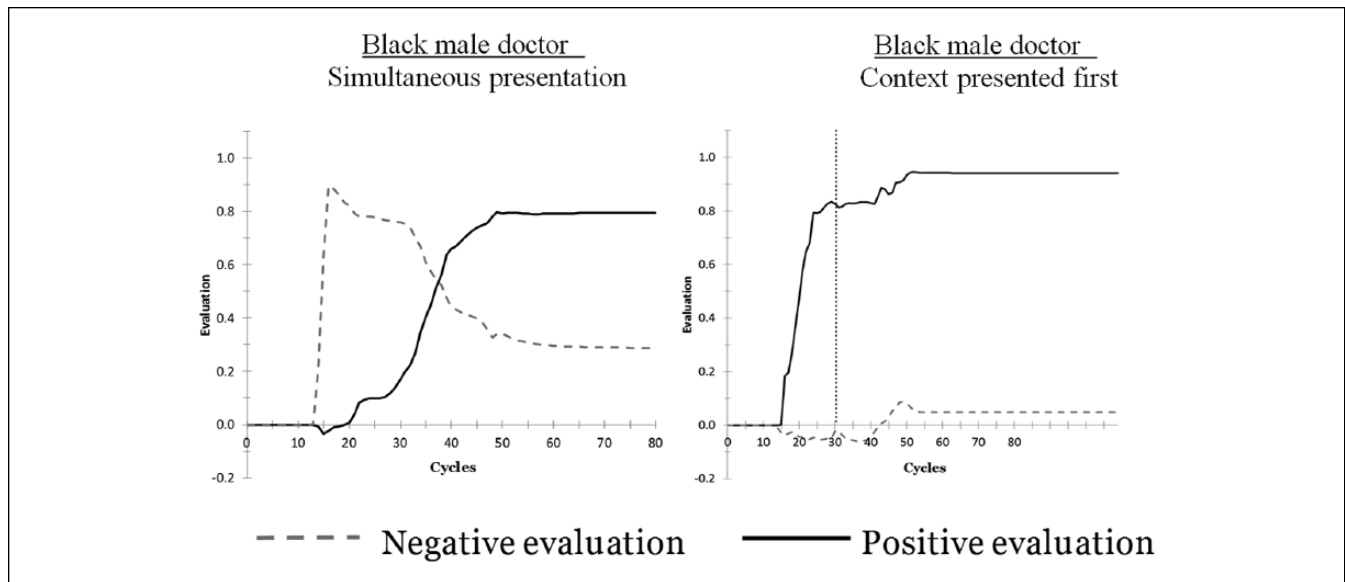 Black male doctor
Simultaneous presentation
Black male doctor
Context presented first
1.0
0.8
0.6
0.4
0.2
0.0
-0.2
Evaluation
0 10 20 30 40 50 60 70 80
Cycles
1.0
0.8
0.6
0.4
0.2
0.0
-0.2
Evaluation
0 10 20 30 40 50 60 70 80
Cycles
Negative evaluation
Positive evaluation